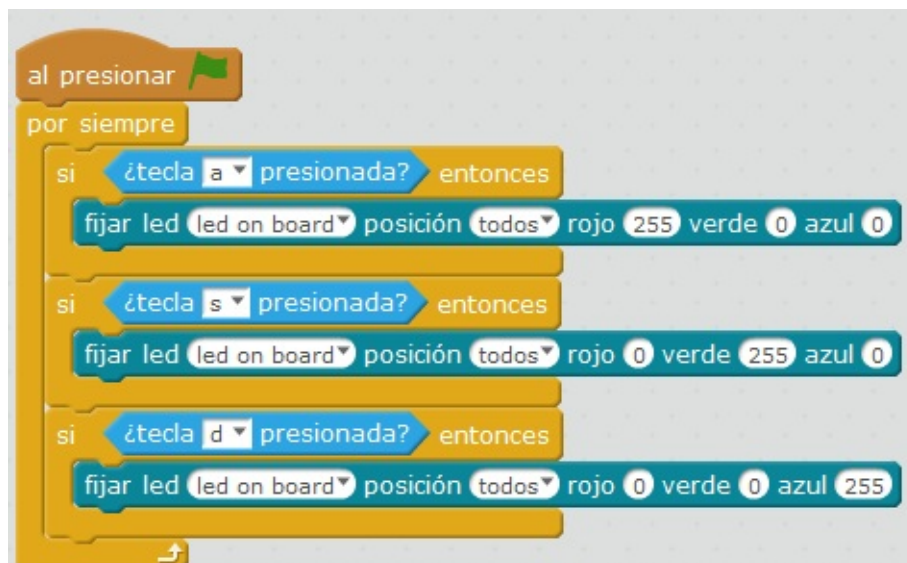 al presionar
por siempre
si ¿tecla a presionada? entonces
fijar led led on board posición todos rojo 255 verde 0 azul 0
si ¿tecla s presionada? entonces
fijar led led on board posición todos rojo 0 verde 255 azul 0
si ¿tecla d presionada? entonces
fijar led led on board posición todos rojo 0 verde 0 azul 255